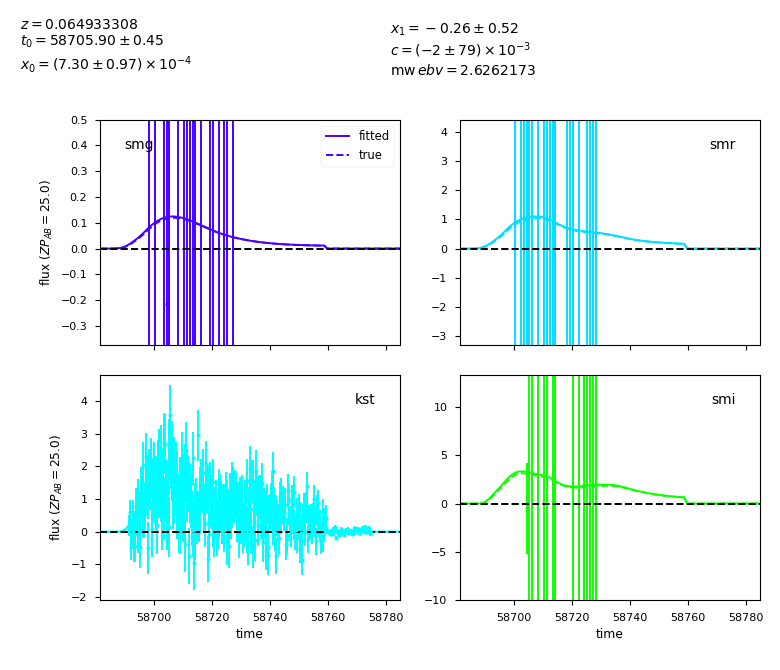 z = 0.064933308
t₀ = 58705.90 ± 0.45
x₀ = (7.30 ± 0.97) × 10⁻⁴
x₁ = −0.26 ± 0.52
c = (−2 ± 79) × 10⁻³
mw ebv = 2.6262173
smg
fitted
true
0.5
0.4
0.3
0.2
0.1
0.0
−0.1
−0.2
−0.3
flux (ZP_AB = 25.0)
smr
4
3
2
1
0
−1
−2
−3
kst
4
3
2
1
0
−1
−2
flux (ZP_AB = 25.0)
58700 58720 58740 58760 58780
time
smi
10
5
0
−5
−10
58700 58720 58740 58760 58780
time